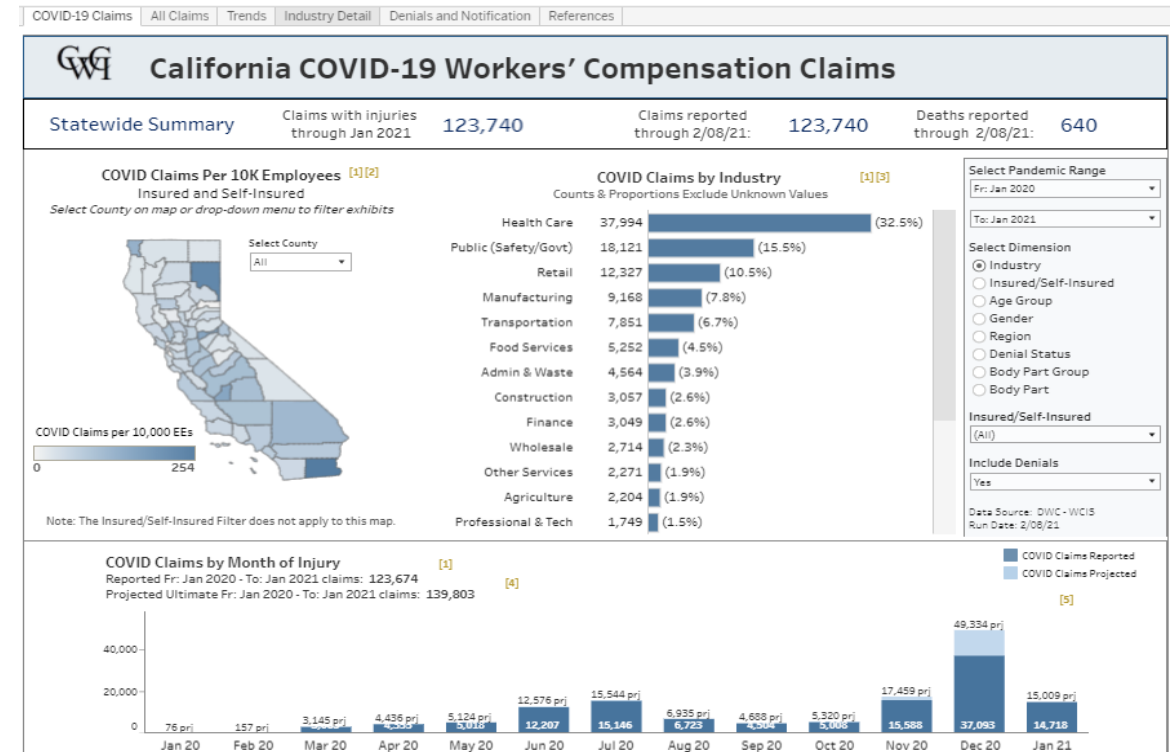 COVID-19 Claims All Claims Trends Industry Detail Denials and Notification References
CWCI California COVID-19 Workers’ Compensation Claims
Statewide Summary
Claims with injuries
through Jan 2021
123,740
Claims reported
through 2/08/21:
123,740
Deaths reported
through 2/08/21:
640
COVID Claims Per 10K Employees [1][2]
Insured and Self-Insured
Select County on map or drop-down menu to filter exhibits
Select County
All
COVID Claims per 10,000 EEs
0 254
Note: The Insured/Self-Insured Filter does not apply to this map.
COVID Claims by Industry [1][3]
Counts & Proportions Exclude Unknown Values
Health Care 37,994 (32.5%)
Public (Safety/Govt) 18,121 (15.5%)
Retail 12,327 (10.5%)
Manufacturing 9,168 (7.8%)
Transportation 7,851 (6.7%)
Food Services 5,252 (4.5%)
Admin & Waste 4,564 (3.9%)
Construction 3,057 (2.6%)
Finance 3,049 (2.6%)
Wholesale 2,714 (2.3%)
Other Services 2,271 (1.9%)
Agriculture 2,204 (1.9%)
Professional & Tech 1,749 (1.5%)
Select Pandemic Range
Fr: Jan 2020
To: Jan 2021
Select Dimension
Industry
Insured/Self-Insured
Age Group
Gender
Region
Denial Status
Body Part Group
Body Part
Insured/Self-Insured
(All)
Include Denials
Yes
Data Source: DWC - WCIS
Run Date: 2/08/21
COVID Claims by Month of Injury [1]
Reported Fr: Jan 2020 - To: Jan 2021 claims: 123,674
Projected Ultimate Fr: Jan 2020 - To: Jan 2021 claims: 139,803
[4]
COVID Claims Reported
COVID Claims Projected
[5]
40,000
20,000
0
76 prj 157 prj 3,145 prj 4,436 prj 5,124 prj 12,576 prj 15,544 prj 6,935 prj 4,688 prj 5,320 prj 17,459 prj 49,334 prj 15,009 prj
12,207 15,146 6,723 15,588 37,093 14,718
Jan 20 Feb 20 Mar 20 Apr 20 May 20 Jun 20 Jul 20 Aug 20 Sep 20 Oct 20 Nov 20 Dec 20 Jan 21